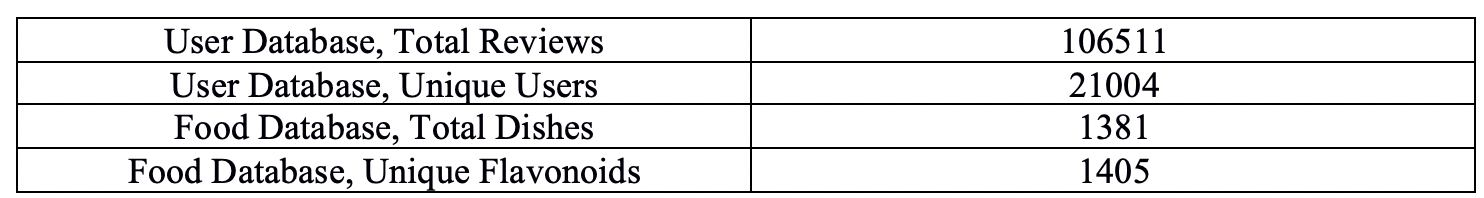 User Database, Total Reviews 106511
User Database, Unique Users 21004
Food Database, Total Dishes 1381
Food Database, Unique Flavonoids 1405